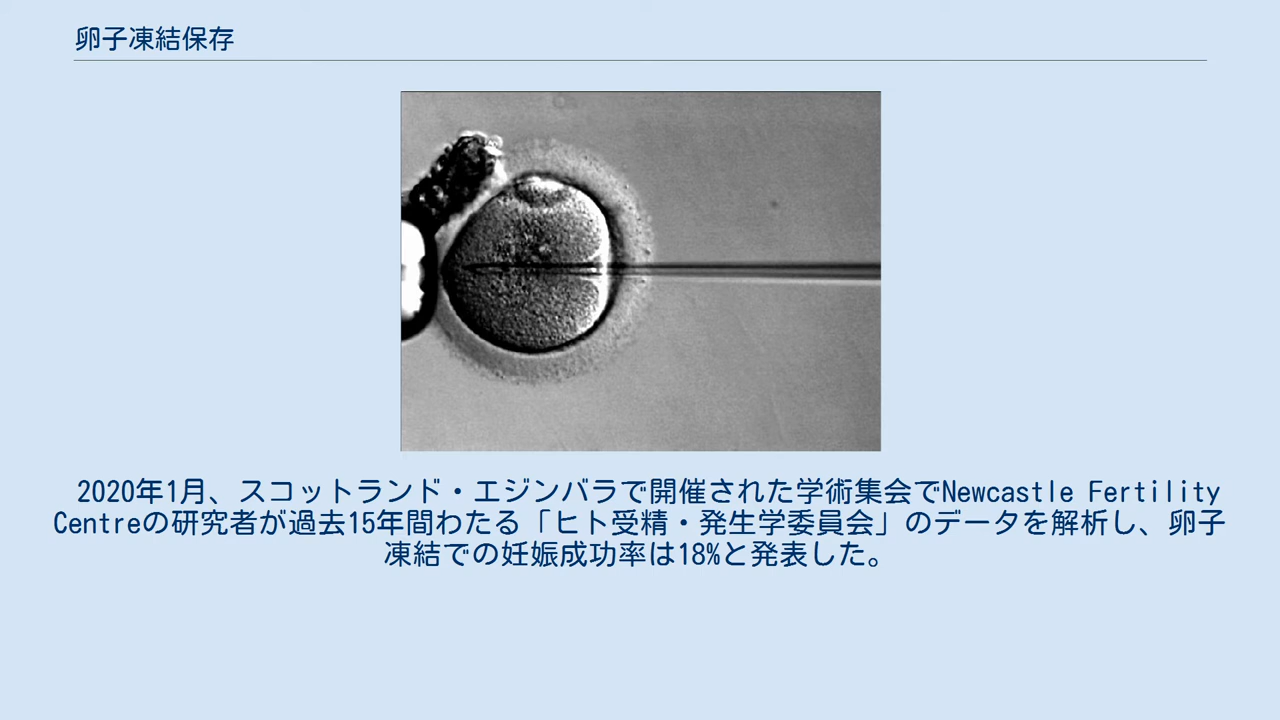 卵子凍結保存
2020年1月、スコットランド・エジンバラで開催された学術集会でNewcastle Fertility
Centreの研究者が過去15年間わたる「ヒト受精・発生学委員会」のデータを解析し、卵子
凍結での妊娠成功率は18%と発表した。